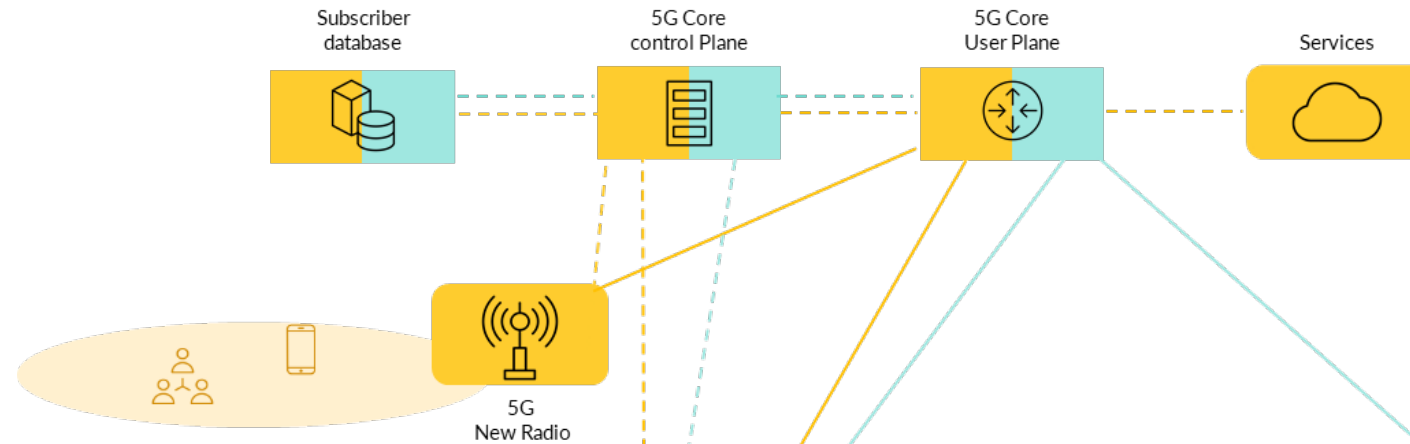 Subscriber
database
5G Core
control Plane
5G Core
User Plane
Services
5G
New Radio